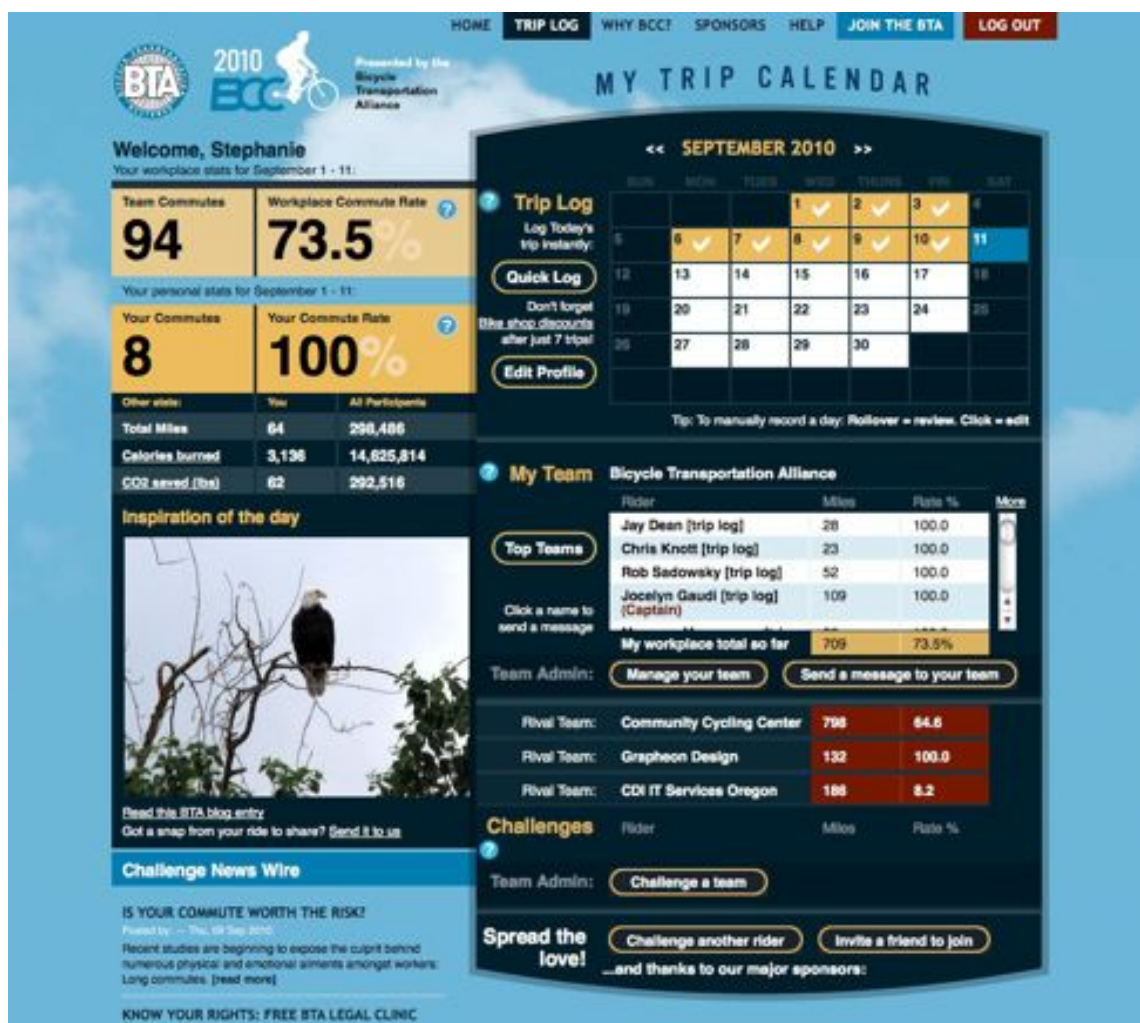 HOME TRIP LOG WHY BCC? SPONSORS HELP JOIN THE BTA LOG OUT
BTA
2010
BCC
Presented by the
Bicycle
Transportation
Alliance
MY TRIP CALENDAR
Welcome, Stephanie
Your workplace stats for September 1 - 11:
Team Commutes Workplace Commute Rate ?
94 73.5%
Your personal stats for September 1 - 11:
Your Commutes Your Commute Rate ?
8 100%
Other stats: You All Participants
Total Miles 64 298,486
Calories burned 3,136 14,625,814
CO2 saved (lbs) 62 292,516
Inspiration of the day
Read this BTA blog entry
Got a snap from your ride to share? Send it to us
Challenge News Wire
IS YOUR COMMUTE WORTH THE RISK?
Posted by: -- Thu, 09 Sep 2010
Recent studies are beginning to expose the culprit behind
numerous physical and emotional ailments amongst workers:
Long commutes. [read more]
KNOW YOUR RIGHTS: FREE BTA LEGAL CLINIC
<< SEPTEMBER 2010 >>
SUN MON TUES WED THURS FRI SAT
1 2 3 4
5 6 7 8 9 10 11
12 13 14 15 16 17 18
19 20 21 22 23 24 25
26 27 28 29 30
? Trip Log
Log Today's
trip instantly:
Quick Log
Don't forget
Bike shop discounts
after just 7 trips!
Edit Profile
Tip: To manually record a day: Rollover = review. Click = edit
? My Team Bicycle Transportation Alliance
Rider Miles Rate % More
Jay Dean [trip log] 28 100.0
Chris Knott [trip log] 23 100.0
Rob Sadowsky [trip log] 52 100.0
Jocelyn Gaudi [trip log] 109 100.0
(Captain)
My workplace total so far 709 73.5%
Top Teams
Click a name to
send a message
Team Admin: Manage your team Send a message to your team
Rival Team: Community Cycling Center 798 64.6
Rival Team: Grapheon Design 132 100.0
Rival Team: CDI IT Services Oregon 186 8.2
Challenges Rider Miles Rate %
?
Team Admin: Challenge a team
Spread the
love!
Challenge another rider Invite a friend to join
...and thanks to our major sponsors: